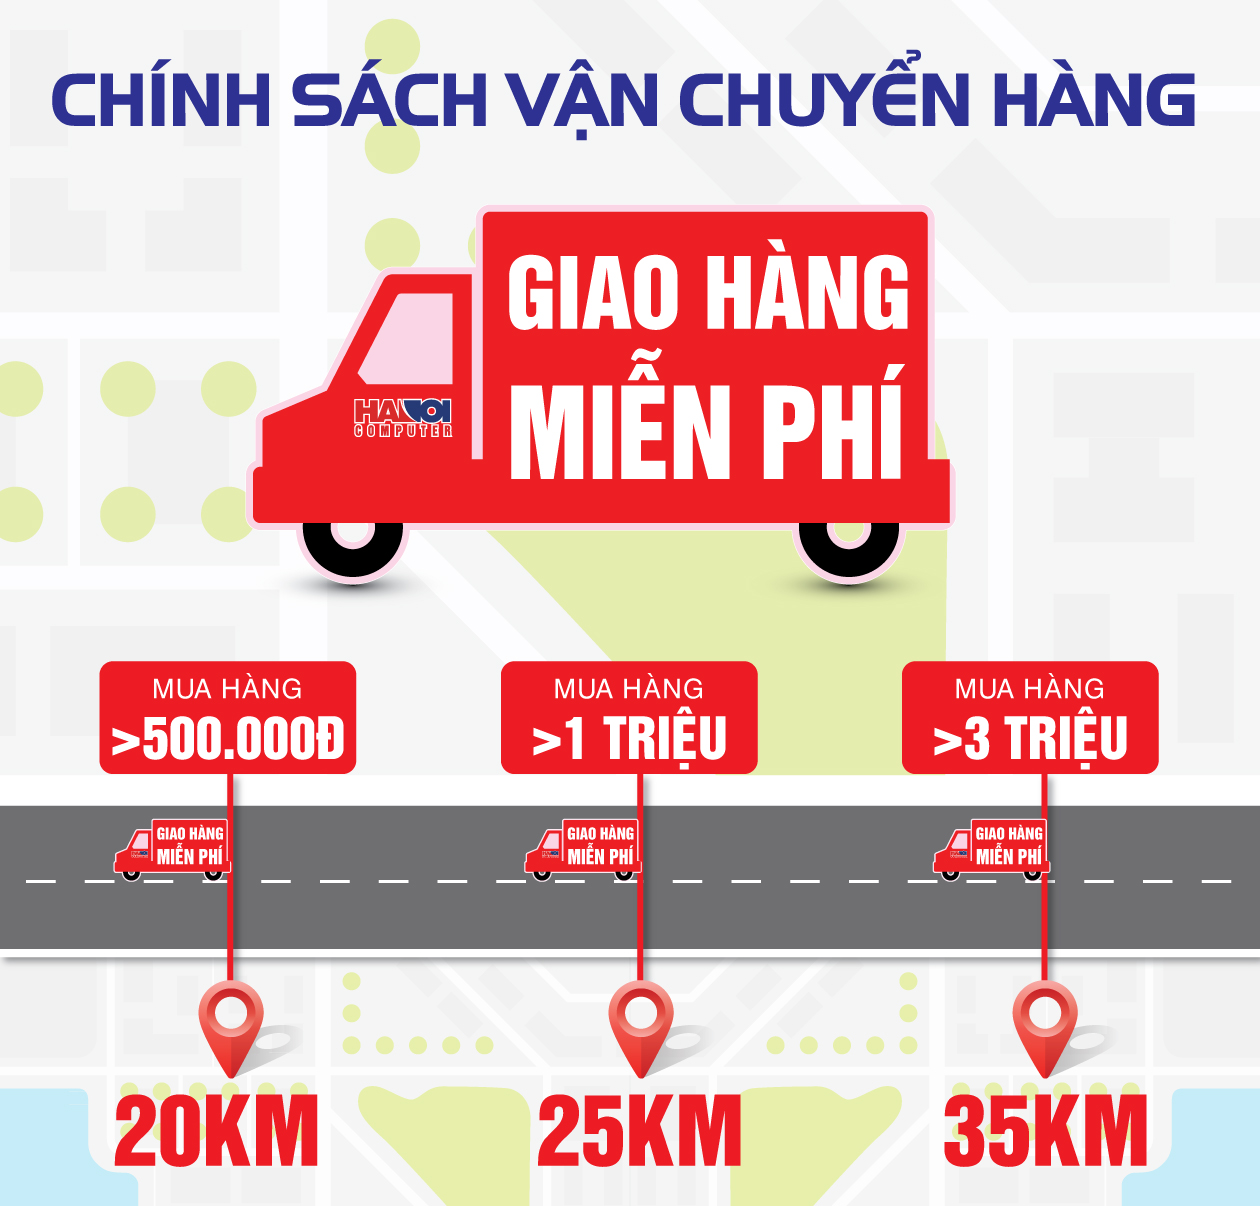 CHÍNH SÁCH VẬN CHUYỂN HÀNG
GIAO HÀNG
MIỄN PHÍ
HANOI
COMPUTER
MUA HÀNG
>500.000Đ
MUA HÀNG
>1 TRIỆU
MUA HÀNG
>3 TRIỆU
GIAO HÀNG
MIỄN PHÍ
GIAO HÀNG
MIỄN PHÍ
GIAO HÀNG
MIỄN PHÍ
20KM
25KM
35KM